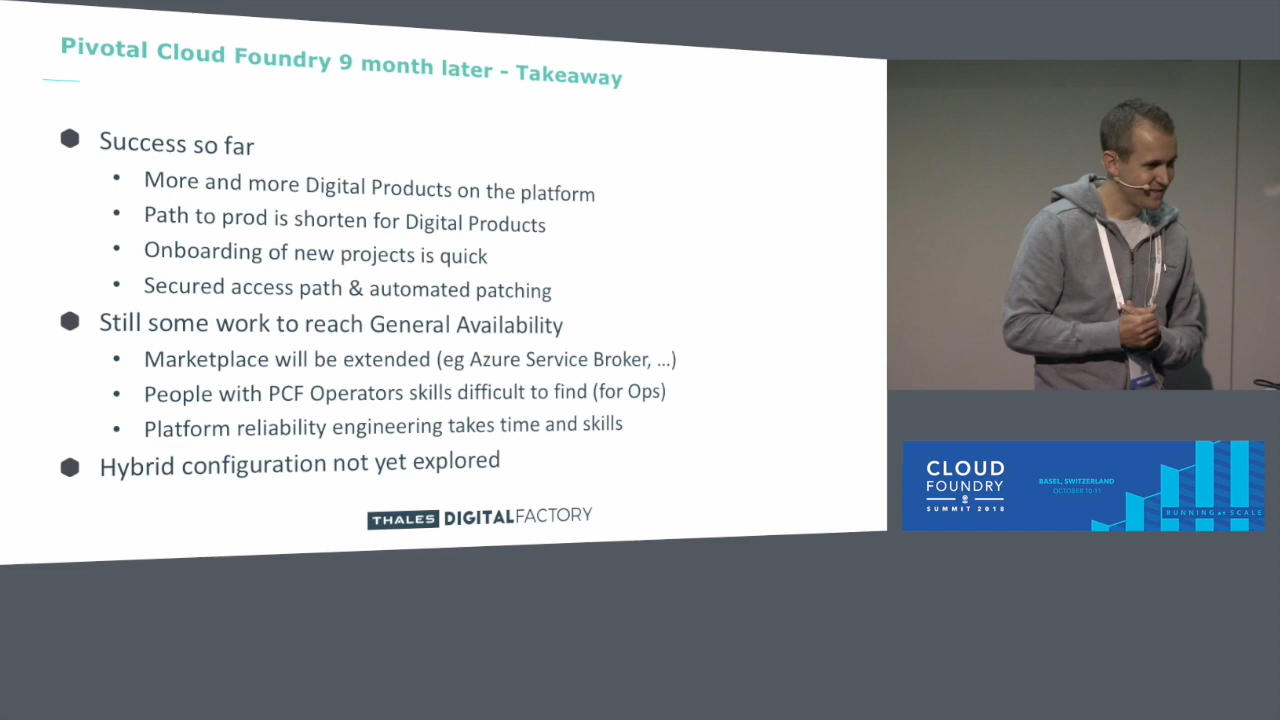 Pivotal Cloud Foundry 9 month later - Takeaway
Success so far
More and more Digital Products on the platform
Path to prod is shorten for Digital Products
Onboarding of new projects is quick
Secured access path & automated patching
Still some work to reach General Availability
Marketplace will be extended (eg Azure Service Broker, ...)
People with PCF Operators skills difficult to find (for Ops)
Platform reliability engineering takes time and skills
Hybrid configuration not yet explored
THALES DIGITALFACTORY
CLOUD
FOUNDRY
SUMMIT 2018
BASEL, SWITZERLAND
OCTOBER 10-11
RUNNING AT SCALE